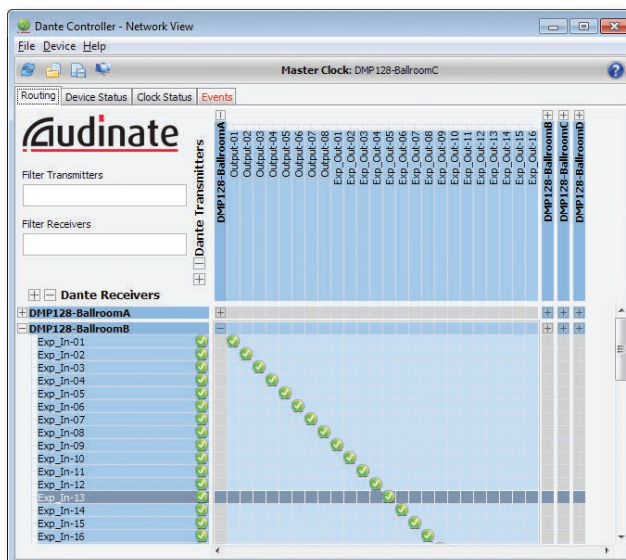 Dante Controller - Network View
File Device Help
Master Clock: DMP128-BallroomC
Routing Device Status Clock Status Events
Audinate
Filter Transmitters
Filter Receivers
Dante Transmitters
DMP128-BallroomA
Output-01
Output-02
Output-03
Output-04
Output-05
Output-06
Output-07
Output-08
Exp_Out-01
Exp_Out-02
Exp_Out-03
Exp_Out-04
Exp_Out-05
Exp_Out-06
Exp_Out-07
Exp_Out-08
Exp_Out-09
Exp_Out-10
Exp_Out-11
Exp_Out-12
Exp_Out-13
Exp_Out-14
Exp_Out-15
Exp_Out-16
DMP128-BallroomB
DMP128-BallroomC
DMP128-BallroomD
Dante Receivers
DMP128-BallroomA
DMP128-BallroomB
Exp_In-01
Exp_In-02
Exp_In-03
Exp_In-04
Exp_In-05
Exp_In-06
Exp_In-07
Exp_In-08
Exp_In-09
Exp_In-10
Exp_In-11
Exp_In-12
Exp_In-13
Exp_In-14
Exp_In-15
Exp_In-16